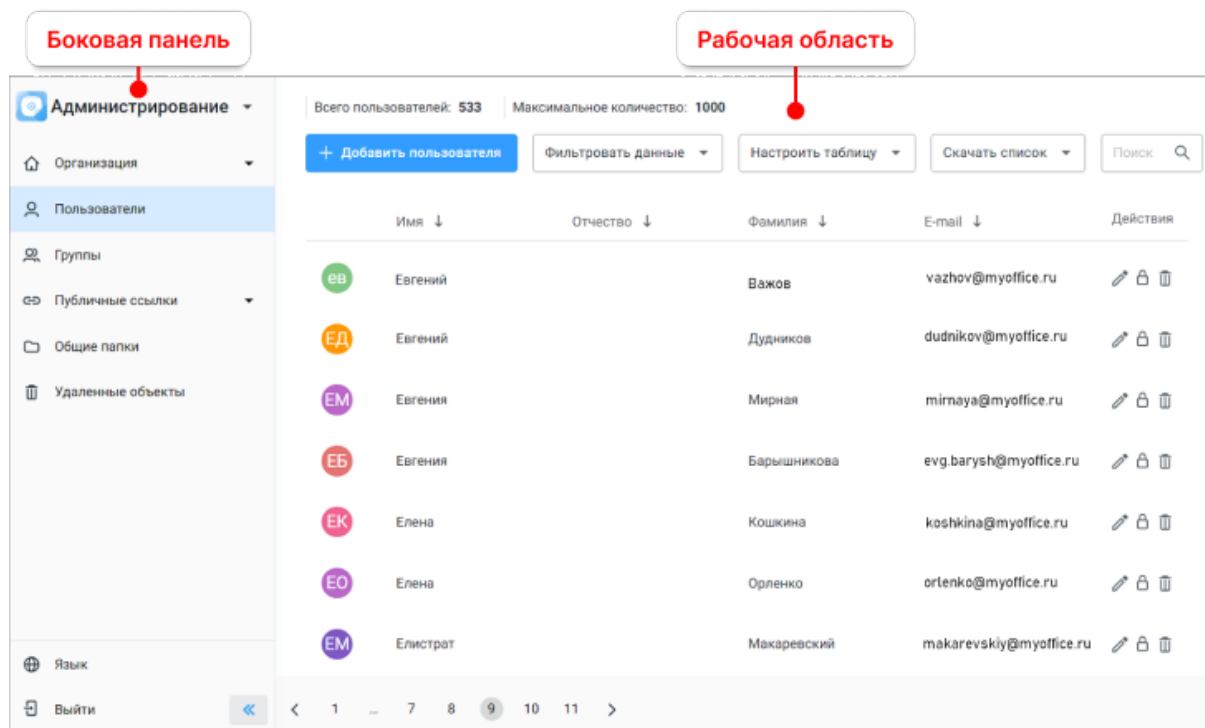 Боковая панель
Рабочая область
Администрирование
Всего пользователей: 533 Максимальное количество: 1000
+ Добавить пользователя Фильтровать данные Настроить таблицу Скачать список Поиск
Организация
Пользователи
Группы
Публичные ссылки
Общие папки
Удаленные объекты
Язык
Выйти
Имя ↓ Отчество ↓ Фамилия ↓ E-mail ↓ Действия
ев Евгений Важов vazhov@myoffice.ru
ЕД Евгений Дудников dudnikov@myoffice.ru
ЕМ Евгения Мирная mirnaya@myoffice.ru
ЕБ Евгения Барышникова evg.barysh@myoffice.ru
ЕК Елена Кошкина koshkina@myoffice.ru
ЕО Елена Орленко orlenko@myoffice.ru
ЕМ Елистрат Макаревский makarevskiy@myoffice.ru
< 1 ... 7 8 9 10 11 >